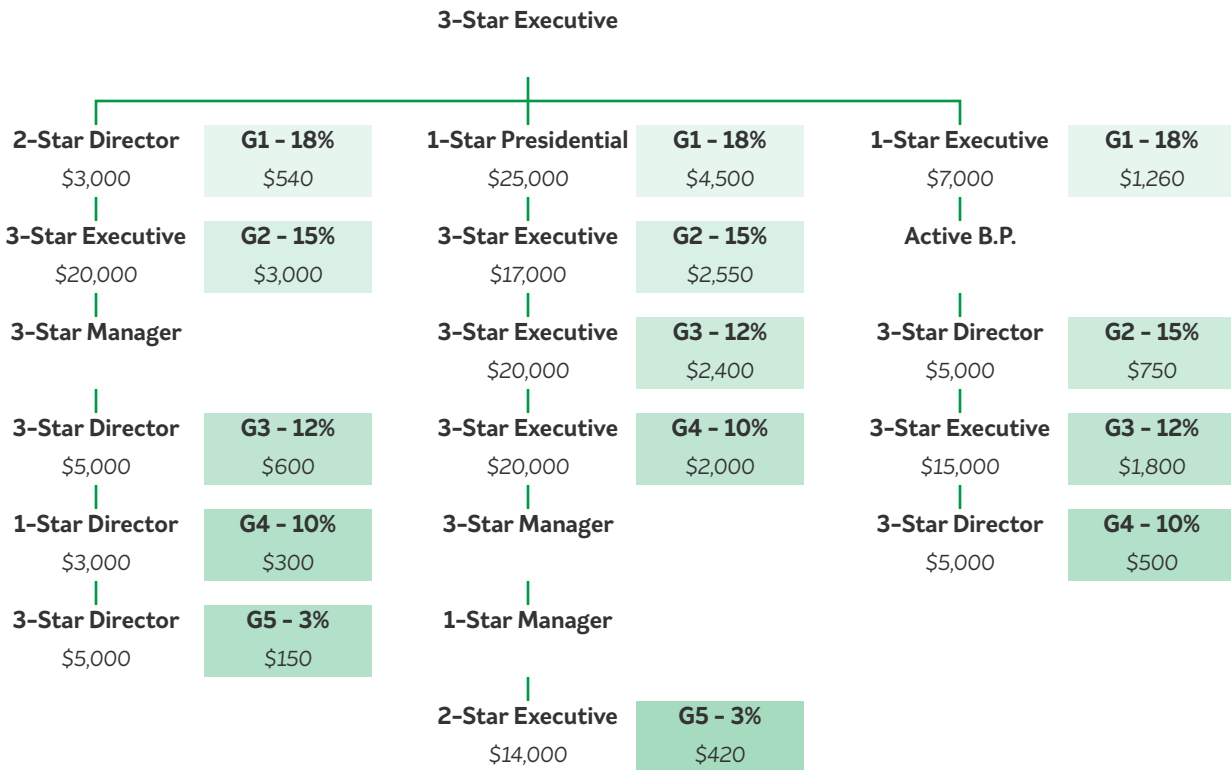 3-Star Executive
2-Star Director G1 - 18% 1-Star Presidential G1 - 18% 1-Star Executive G1 - 18%
$3,000 $540 $25,000 $4,500 $7,000 $1,260
3-Star Executive G2 - 15% 3-Star Executive G2 - 15% Active B.P.
$20,000 $3,000 $17,000 $2,550
3-Star Manager 3-Star Executive G3 - 12% 3-Star Director G2 - 15%
$20,000 $2,400 $5,000 $750
3-Star Director G3 - 12% 3-Star Executive G4 - 10% 3-Star Executive G3 - 12%
$5,000 $600 $20,000 $2,000 $15,000 $1,800
1-Star Director G4 - 10% 3-Star Manager 3-Star Director G4 - 10%
$3,000 $300 $5,000 $500
3-Star Director G5 - 3% 1-Star Manager
$5,000 $150
2-Star Executive G5 - 3%
$14,000 $420